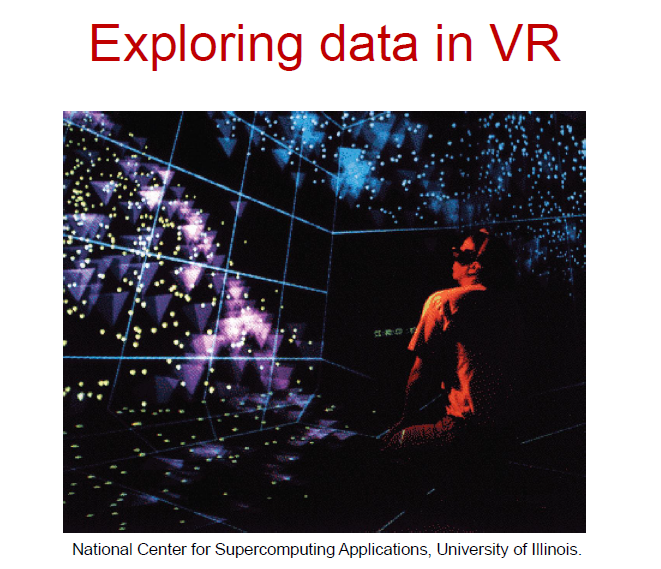 Exploring data in VR
National Center for Supercomputing Applications, University of Illinois.